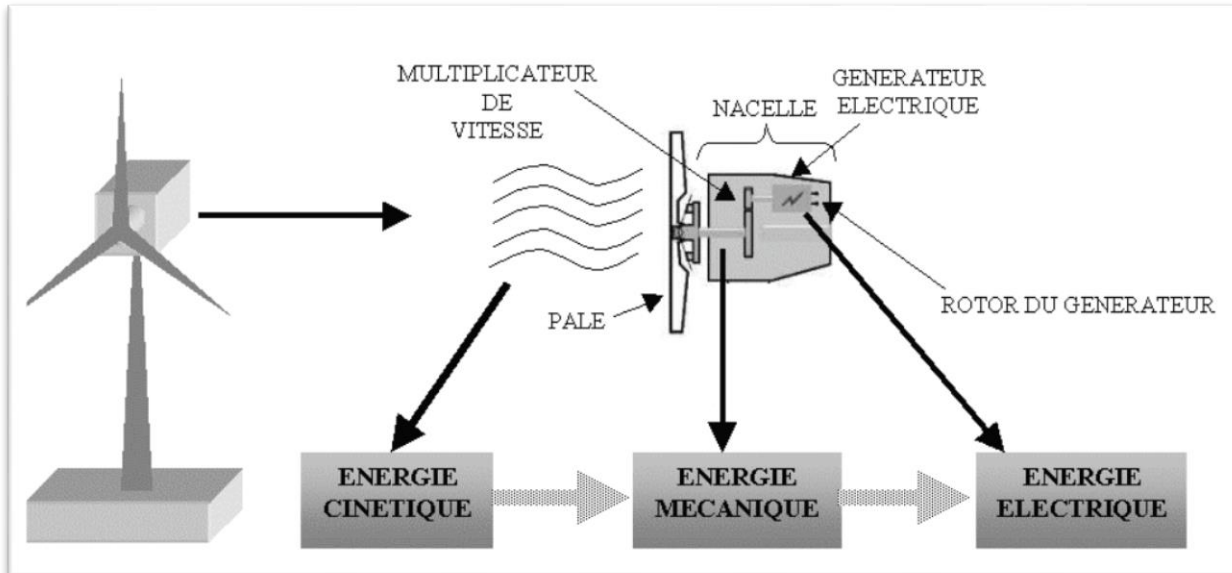 MULTIPLICATEUR
DE
VITESSE
NACELLE
GENERATEUR
ELECTRIQUE
PALE
ROTOR DU GENERATEUR
ENERGIE
CINETIQUE
ENERGIE
MECANIQUE
ENERGIE
ELECTRIQUE